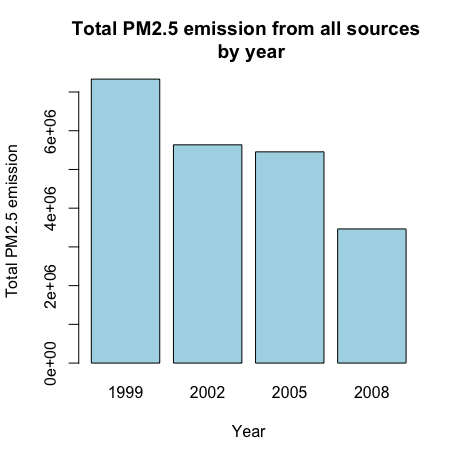 Total PM2.5 emission from all sources
by year
Total PM2.5 emission
6e+06
4e+06
2e+06
0e+00
1999 2002 2005 2008
Year